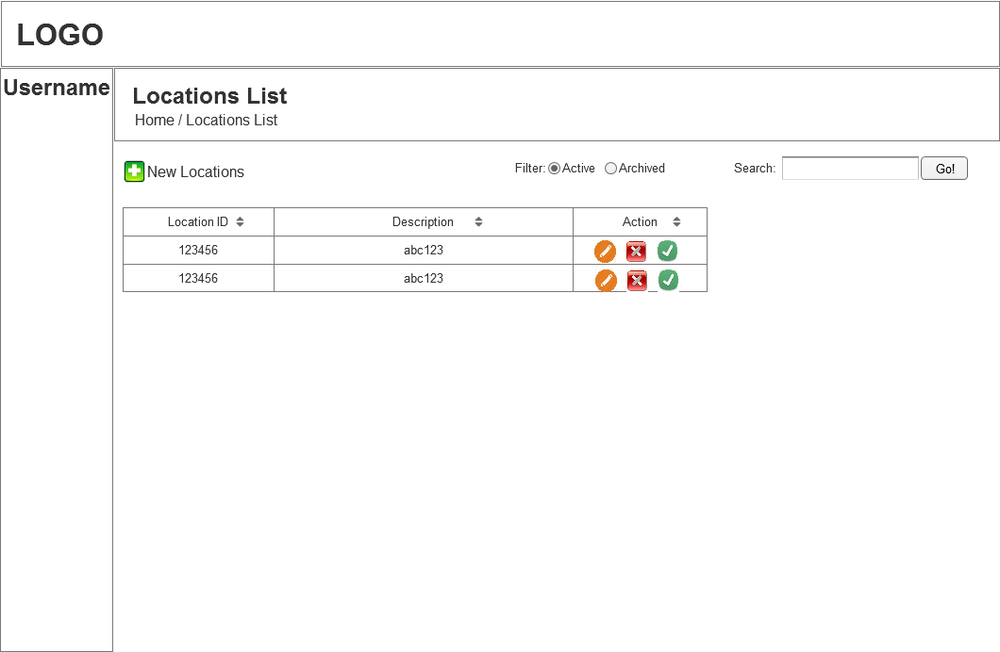 LOGO
Username
Locations List
Home / Locations List
New Locations
Filter: Active Archived
Search: Go!
Location ID Description Action
123456 abc123
123456 abc123